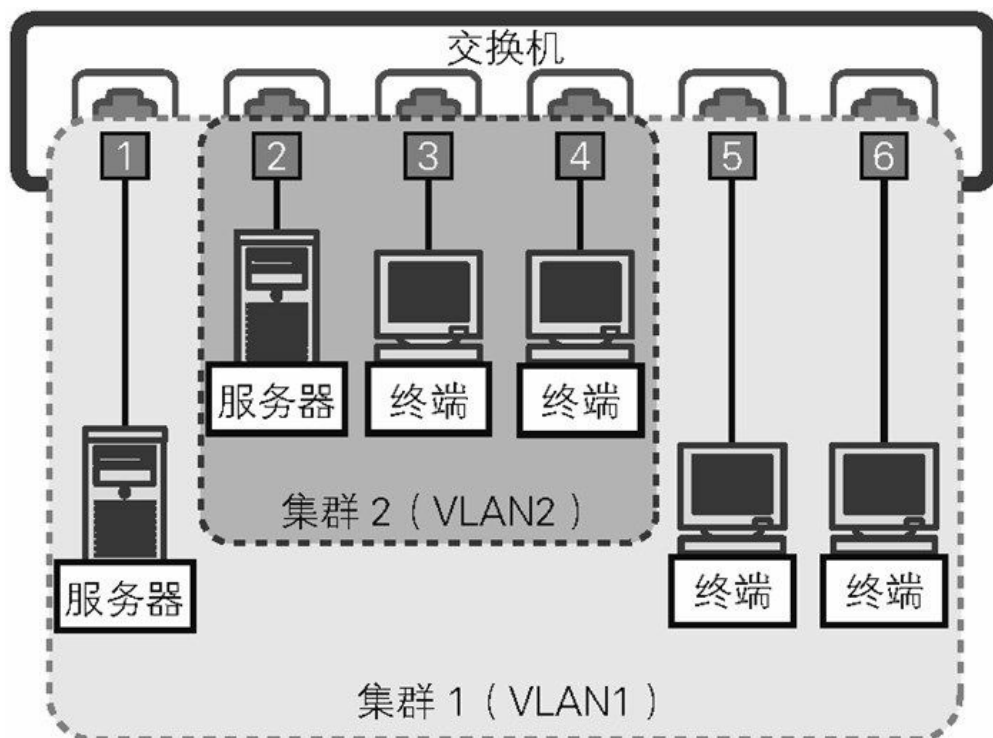 交换机
1 2 3 4 5 6
服务器 终端 终端
集群 2（VLAN2）
服务器 终端 终端
集群 1（VLAN1）